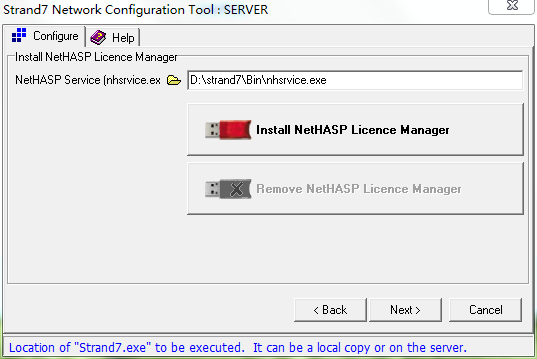 Strand7 Network Configuration Tool : SERVER
Configure Help
Install NetHASP Licence Manager
NetHASP Service (nhsrvice.ex D:\strand7\Bin\nhsrvice.exe
Install NetHASP Licence Manager
Remove NetHASP Licence Manager
< Back Next > Cancel
Location of "Strand7.exe" to be executed. It can be a local copy or on the server.